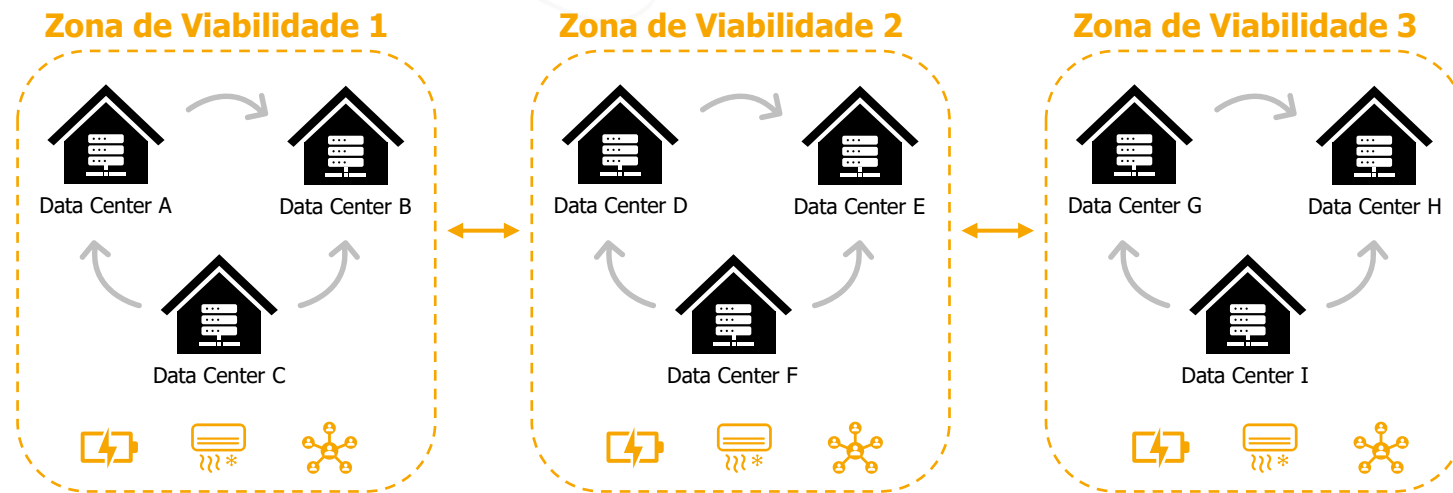 Zona de Viabilidade 1
Zona de Viabilidade 2
Zona de Viabilidade 3
Data Center A
Data Center B
Data Center C
Data Center D
Data Center E
Data Center F
Data Center G
Data Center H
Data Center I